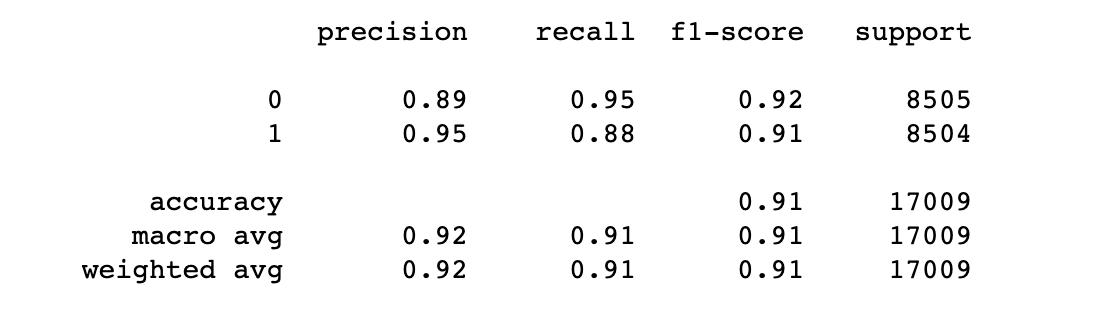 precision recall f1-score support
0 0.89 0.95 0.92 8505
1 0.95 0.88 0.91 8504
accuracy 0.91 17009
macro avg 0.92 0.91 0.91 17009
weighted avg 0.92 0.91 0.91 17009